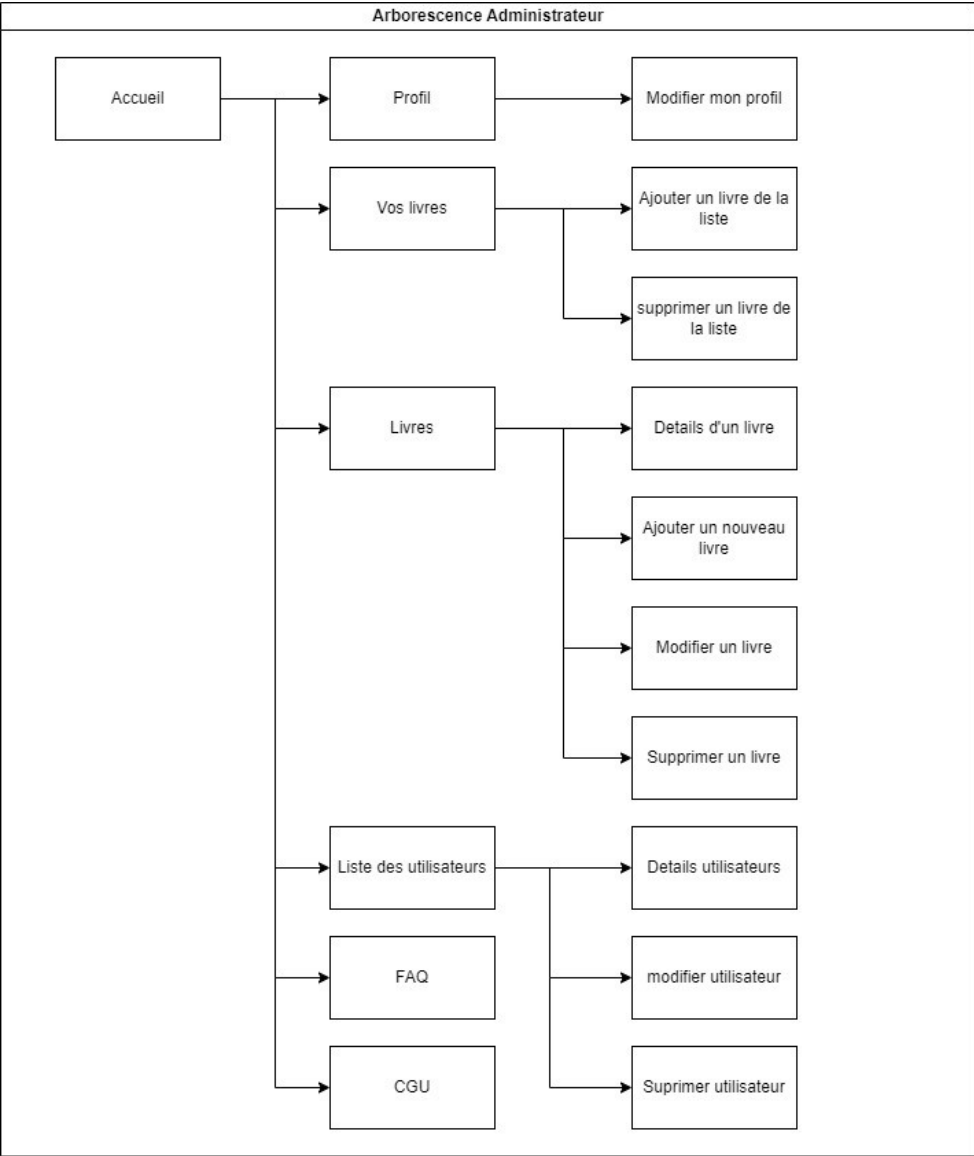 Arborescence Administrateur
Accueil
Profil
Modifier mon profil
Vos livres
Ajouter un livre de la
liste
supprimer un livre de
la liste
Livres
Details d'un livre
Ajouter un nouveau
livre
Modifier un livre
Supprimer un livre
Liste des utilisateurs
Details utilisateurs
FAQ
modifier utilisateur
CGU
Suprimer utilisateur